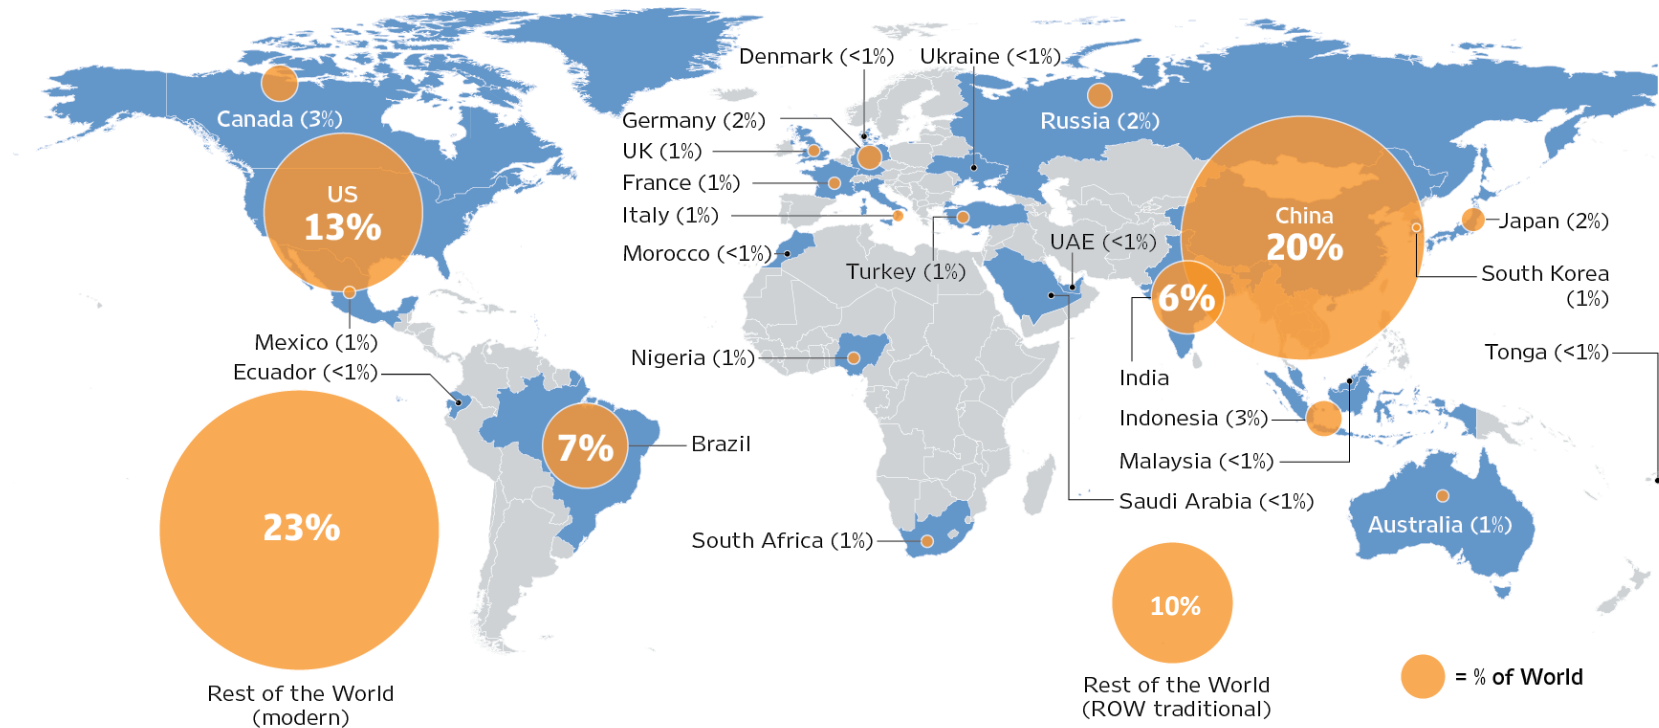 Denmark (<1%)
Ukraine (<1%)
Canada (3%)
Germany (2%)
Russia (2%)
UK (1%)
France (1%)
US
13%
Italy (1%)
China
20%
Japan (2%)
Morocco (<1%)
UAE (<1%)
Turkey (1%)
South Korea
(1%)
6%
Mexico (1%)
Nigeria (1%)
Tonga (<1%)
Ecuador (<1%)
India
Indonesia (3%)
7%
Brazil
Malaysia (<1%)
Saudi Arabia (<1%)
23%
Australia (1%)
South Africa (1%)
10%
= % of World
Rest of the World
(modern)
Rest of the World
(ROW traditional)